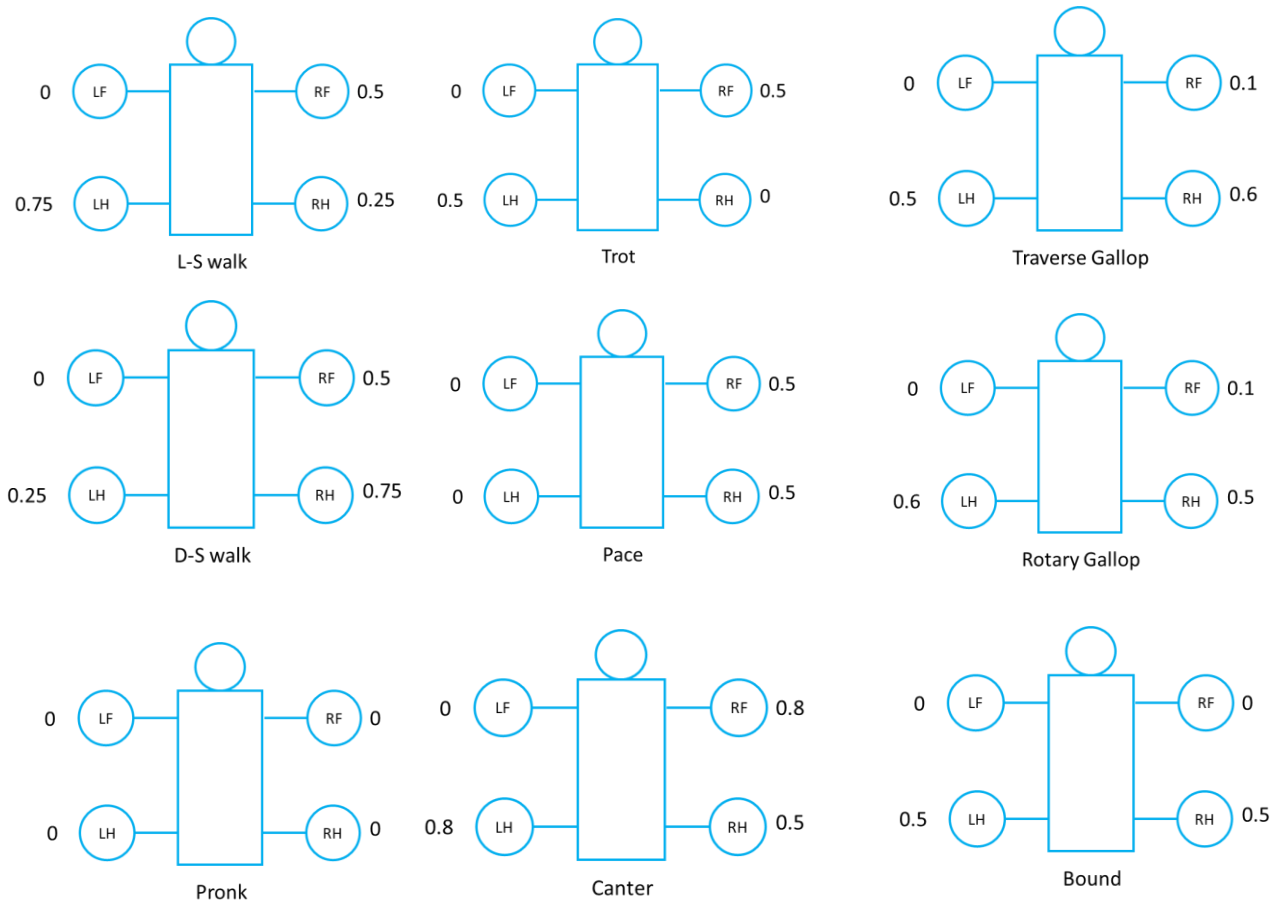 0 LF RF 0.5
0.75 LH RH 0.25
L-S walk
0 LF RF 0.5
0.5 LH RH 0
Trot
0 LF RF 0.1
0.5 LH RH 0.6
Traverse Gallop
0 LF RF 0.5
0.25 LH RH 0.75
D-S walk
0 LF RF 0.5
0 LH RH 0.5
Pace
0 LF RF 0.1
0.6 LH RH 0.5
Rotary Gallop
0 LF RF 0
0 LH RH 0
Pronk
0 LF RF 0.8
0.8 LH RH 0.5
Canter
0 LF RF 0
0.5 LH RH 0.5
Bound